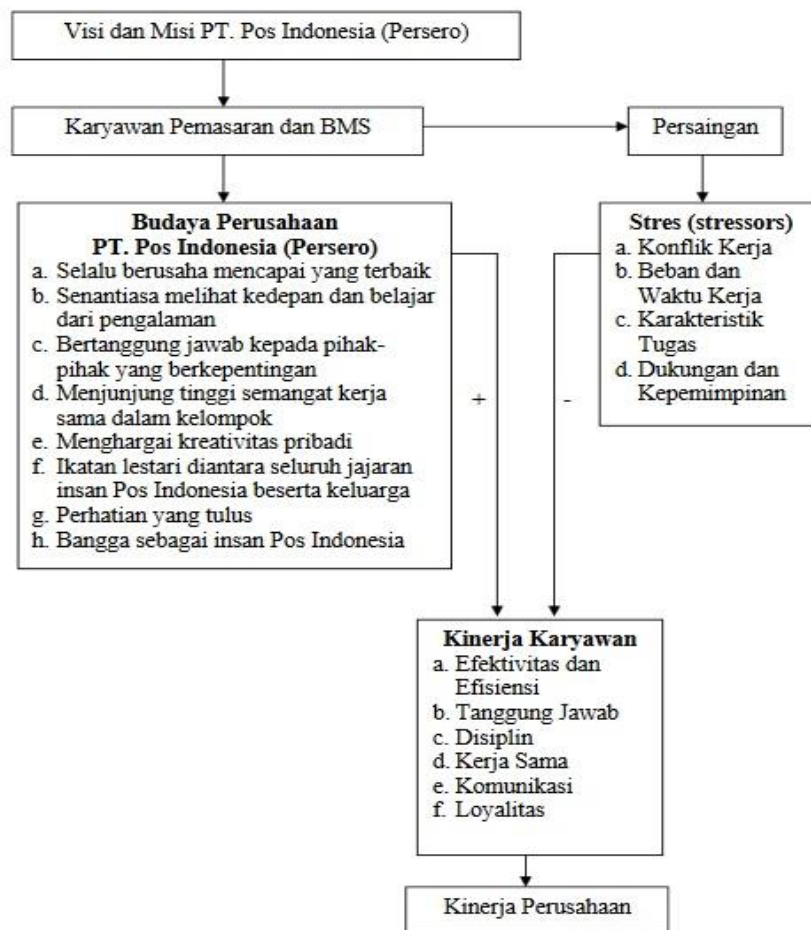 Visi dan Misi PT. Pos Indonesia (Persero)
Karyawan Pemasaran dan BMS
Persaingan
Budaya Perusahaan
PT. Pos Indonesia (Persero)
a. Selalu berusaha mencapai yang terbaik
b. Senantiasa melihat kedepan dan belajar
dari pengalaman
c. Bertanggung jawab kepada pihak-
pihak yang berkepentingan
d. Menjunjung tinggi semangat kerja
sama dalam kelompok
e. Menghargai kreativitas pribadi
f. Ikatan lestari diantara seluruh jajaran
insan Pos Indonesia beserta keluarga
g. Perhatian yang tulus
h. Bangga sebagai insan Pos Indonesia
Stres (stressors)
a. Konflik Kerja
b. Beban dan
Waktu Kerja
c. Karakteristik
Tugas
d. Dukungan dan
Kepemimpinan
+
-
Kinerja Karyawan
a. Efektivitas dan
Efisiensi
b. Tanggung Jawab
c. Disiplin
d. Kerja Sama
e. Komunikasi
f. Loyalitas
Kinerja Perusahaan